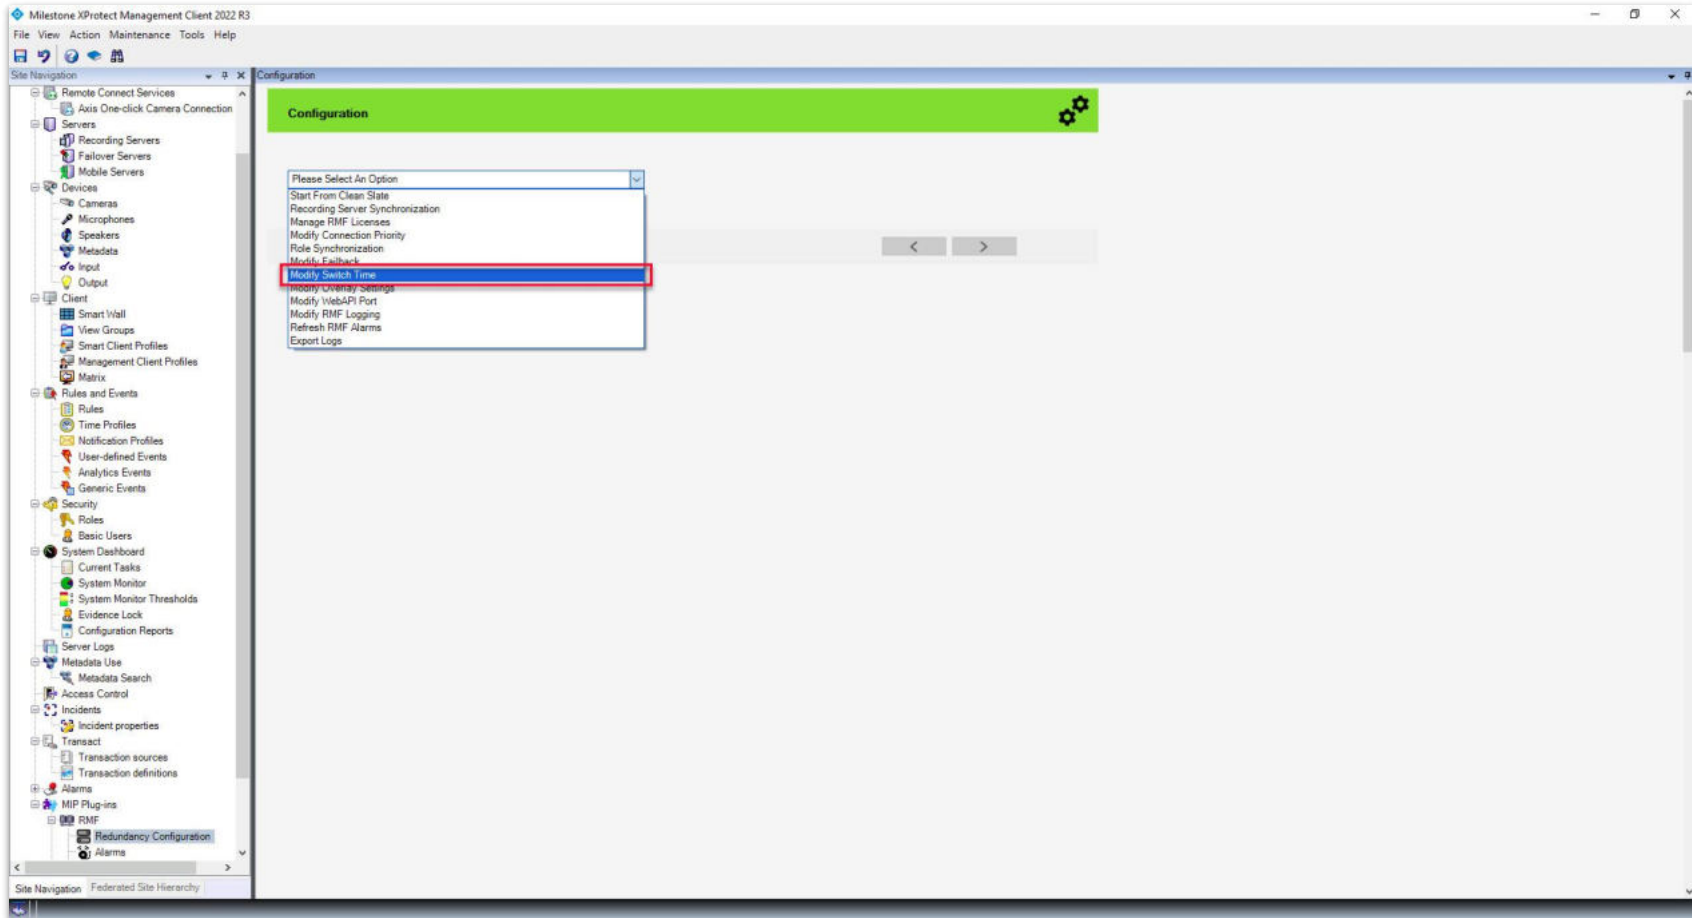 Milestone XProtect Management Client 2022 R3
File View Action Maintenance Tools Help
Site Navigation
Configuration
Remote Connect Services
Axis One-click Camera Connection
Servers
Recording Servers
Failover Servers
Mobile Servers
Devices
Cameras
Microphones
Speakers
Metadata
Input
Output
Client
Smart Wall
View Groups
Smart Client Profiles
Management Client Profiles
Matrix
Rules and Events
Rules
Time Profiles
Notification Profiles
User-defined Events
Analytics Events
Generic Events
Security
Roles
Basic Users
System Dashboard
Current Tasks
System Monitor
System Monitor Thresholds
Evidence Lock
Configuration Reports
Server Logs
Metadata Use
Metadata Search
Access Control
Incidents
Incident properties
Transact
Transaction sources
Transaction definitions
Alarms
MIP Plug-ins
RMF
Redundancy Configuration
Alarms
Site Navigation Federated Site Hierarchy
Configuration
Please Select An Option
Start From Clean Slate
Recording Server Synchronization
Manage RMF Licenses
Modify Connection Priority
Role Synchronization
Modify Failback
Modify Switch Time
Modify Overlay Settings
Modify WebAPI Port
Modify RMF Logging
Refresh RMF Alarms
Export Logs